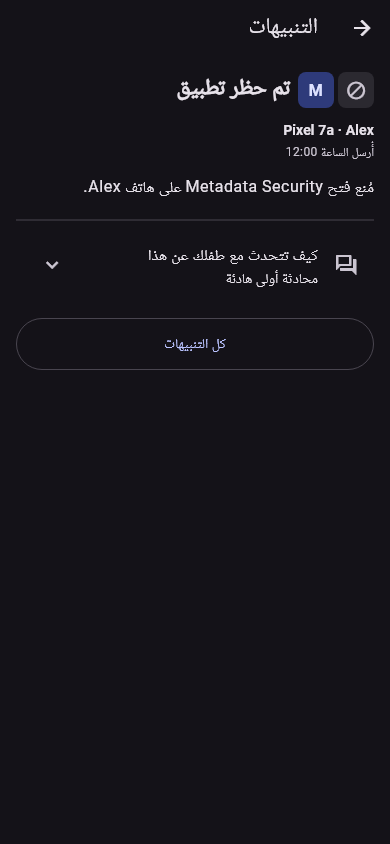 التنبيهات
M
تم حظر تطبيق
Pixel 7a · Alex
أُرسل الساعة 12:00
مُنع فتح Metadata Security على هاتف Alex.
كيف تتحدث مع طفلك عن هذا
محادثة أولى هادئة
كل التنبيهات